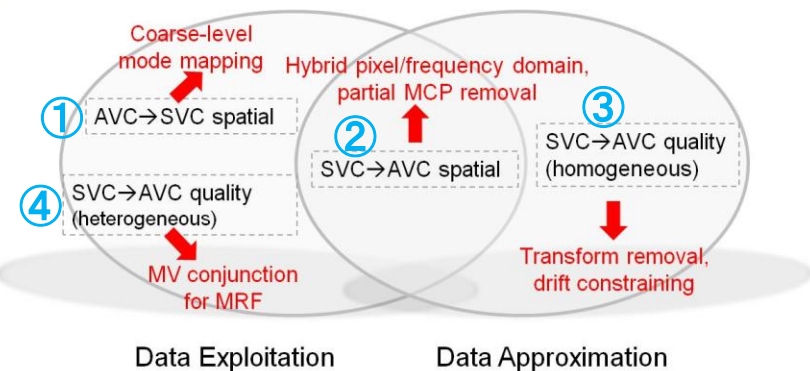 Coarse-level
mode mapping
① AVC→SVC spatial
Hybrid pixel/frequency domain,
partial MCP removal
②
SVC→AVC spatial
③
SVC→AVC quality
(homogeneous)
④ SVC→AVC quality
(heterogeneous)
MV conjunction
for MRF
Transform removal,
drift constraining
Data Exploitation
Data Approximation